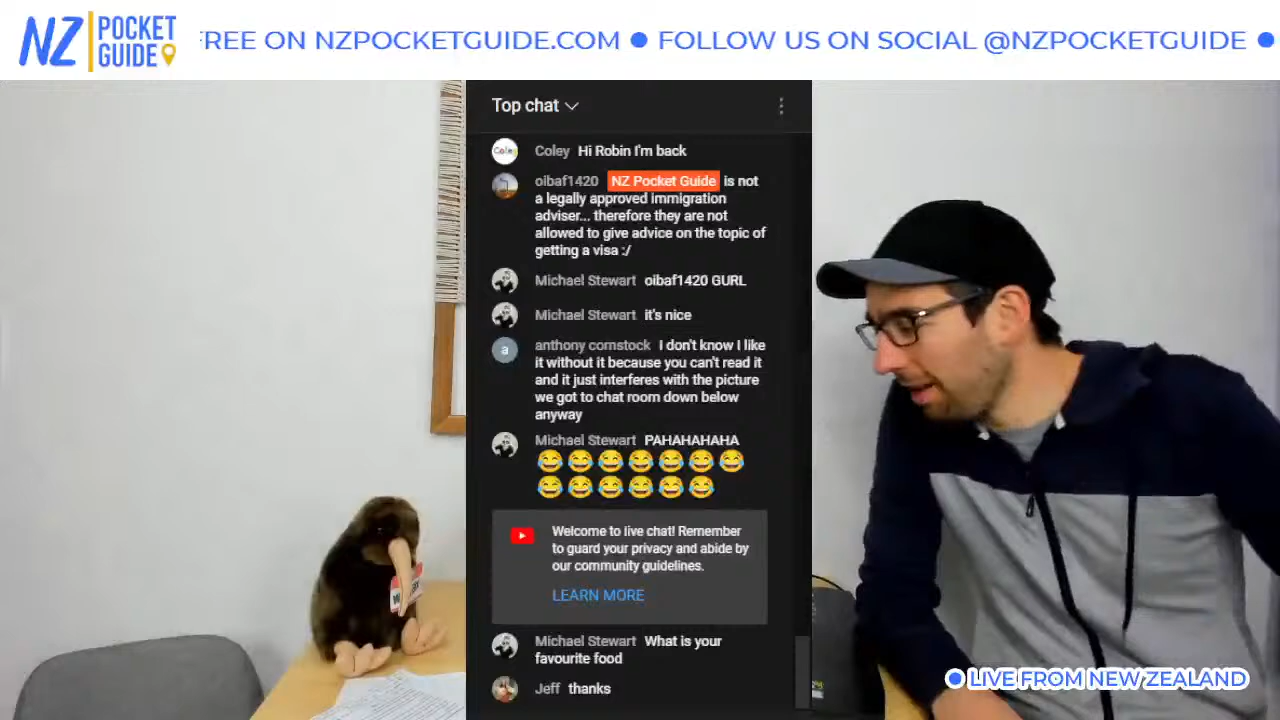 NZ POCKET GUIDE
FREE ON NZPOCKETGUIDE.COM ● FOLLOW US ON SOCIAL @NZPOCKETGUIDE ●
Top chat
Coley Hi Robin I'm back
oibaf1420 NZ Pocket Guide is not
a legally approved immigration
adviser... therefore they are not
allowed to give advice on the topic of
getting a visa :/
Michael Stewart oibaf1420 GURL
Michael Stewart it's nice
a
anthony comstock I don't know I like
it without it because you can't read it
and it just interferes with the picture
we got to chat room down below
anyway
Michael Stewart PAHAHAHAHA
😂😂😂😂😂😂😂
😂😂😂😂😂😂
Welcome to live chat! Remember
to guard your privacy and abide by
our community guidelines.
LEARN MORE
Michael Stewart What is your
favourite food
Jeff thanks
● LIVE FROM NEW ZEALAND